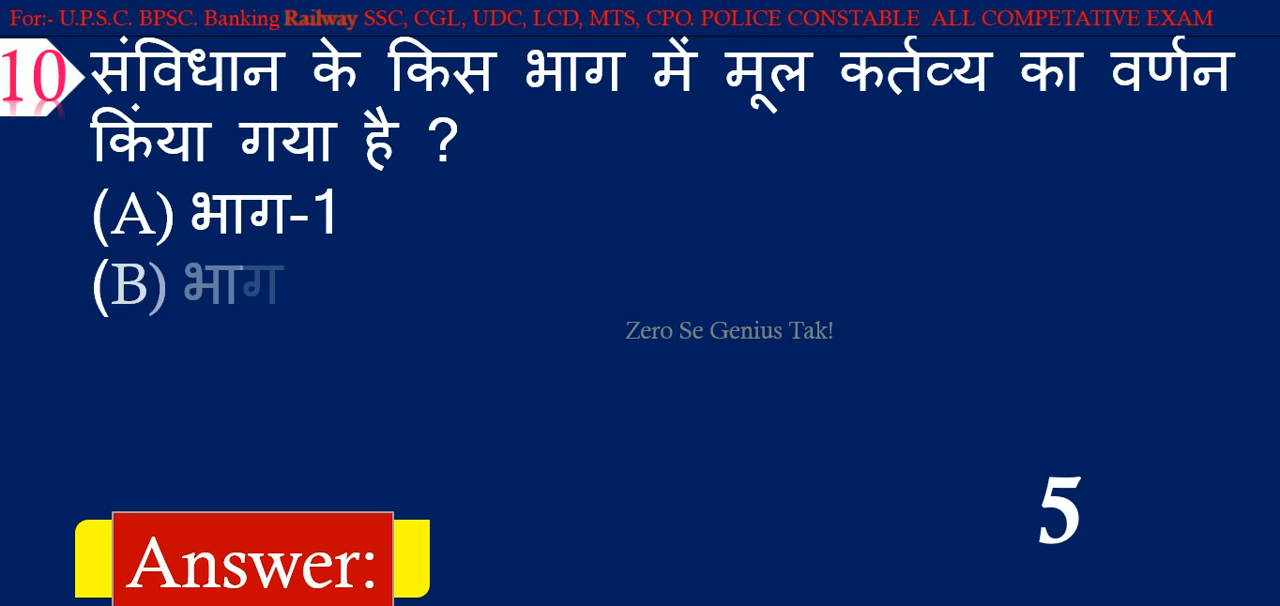 For:- U.P.S.C. BPSC. Banking Railway SSC, CGL, UDC, LCD, MTS, CPO. POLICE CONSTABLE ALL COMPETATIVE EXAM
10 संविधान के किस भाग में मूल कर्तव्य का वर्णन
किंया गया है ?
(A) भाग-1
(B) भाग
Zero Se Genius Tak!
5
Answer: